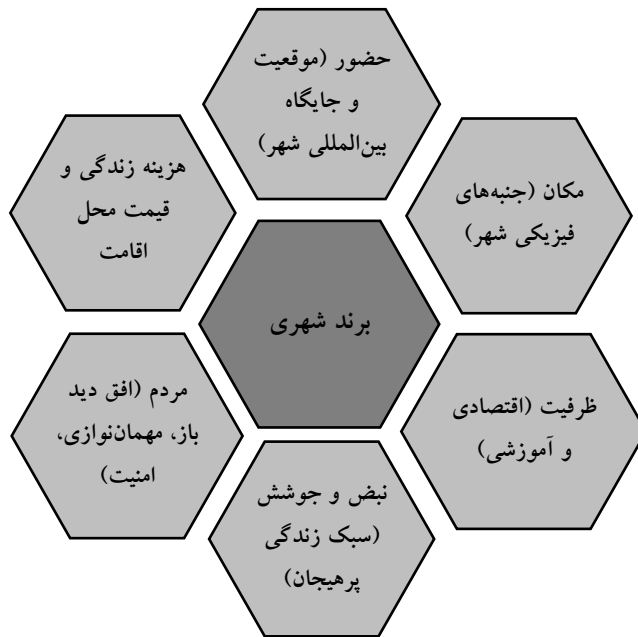 حضور (موقعیت
و جایگاه
بین‌المللی شهر)
مکان (جنبه‌های
فیزیکی شهر)
هزینه زندگی و
قیمت محل
اقامت
برند شهری
ظرفیت (اقتصادی
و آموزشی)
مردم (افق دید
باز، مهمان‌نوازی،
امنیت)
نبض و جوشش
(سبک زندگی
پرهیجان)